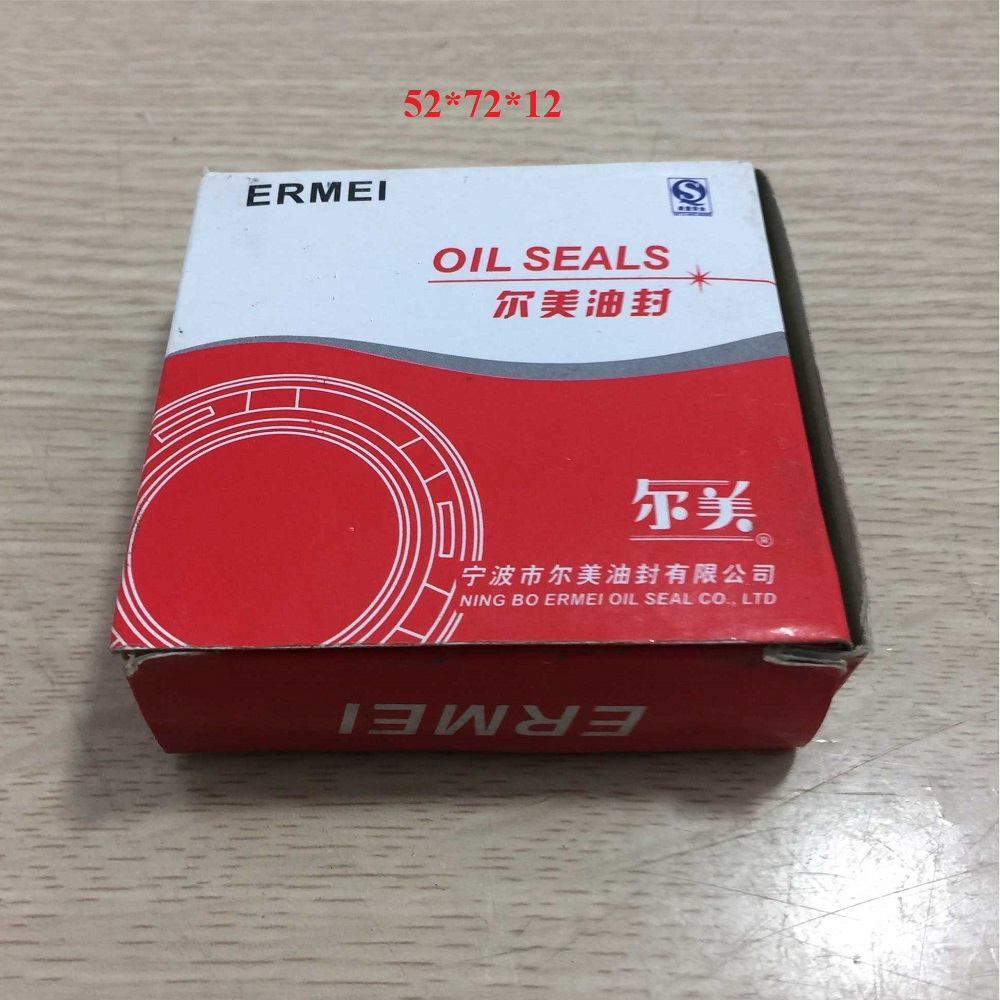 52*72*12
ERMEI
OIL SEALS
尔美油封
尔美®
宁波市尔美油封有限公司
NING BO ERMEI OIL SEAL CO., LTD
ERMEI